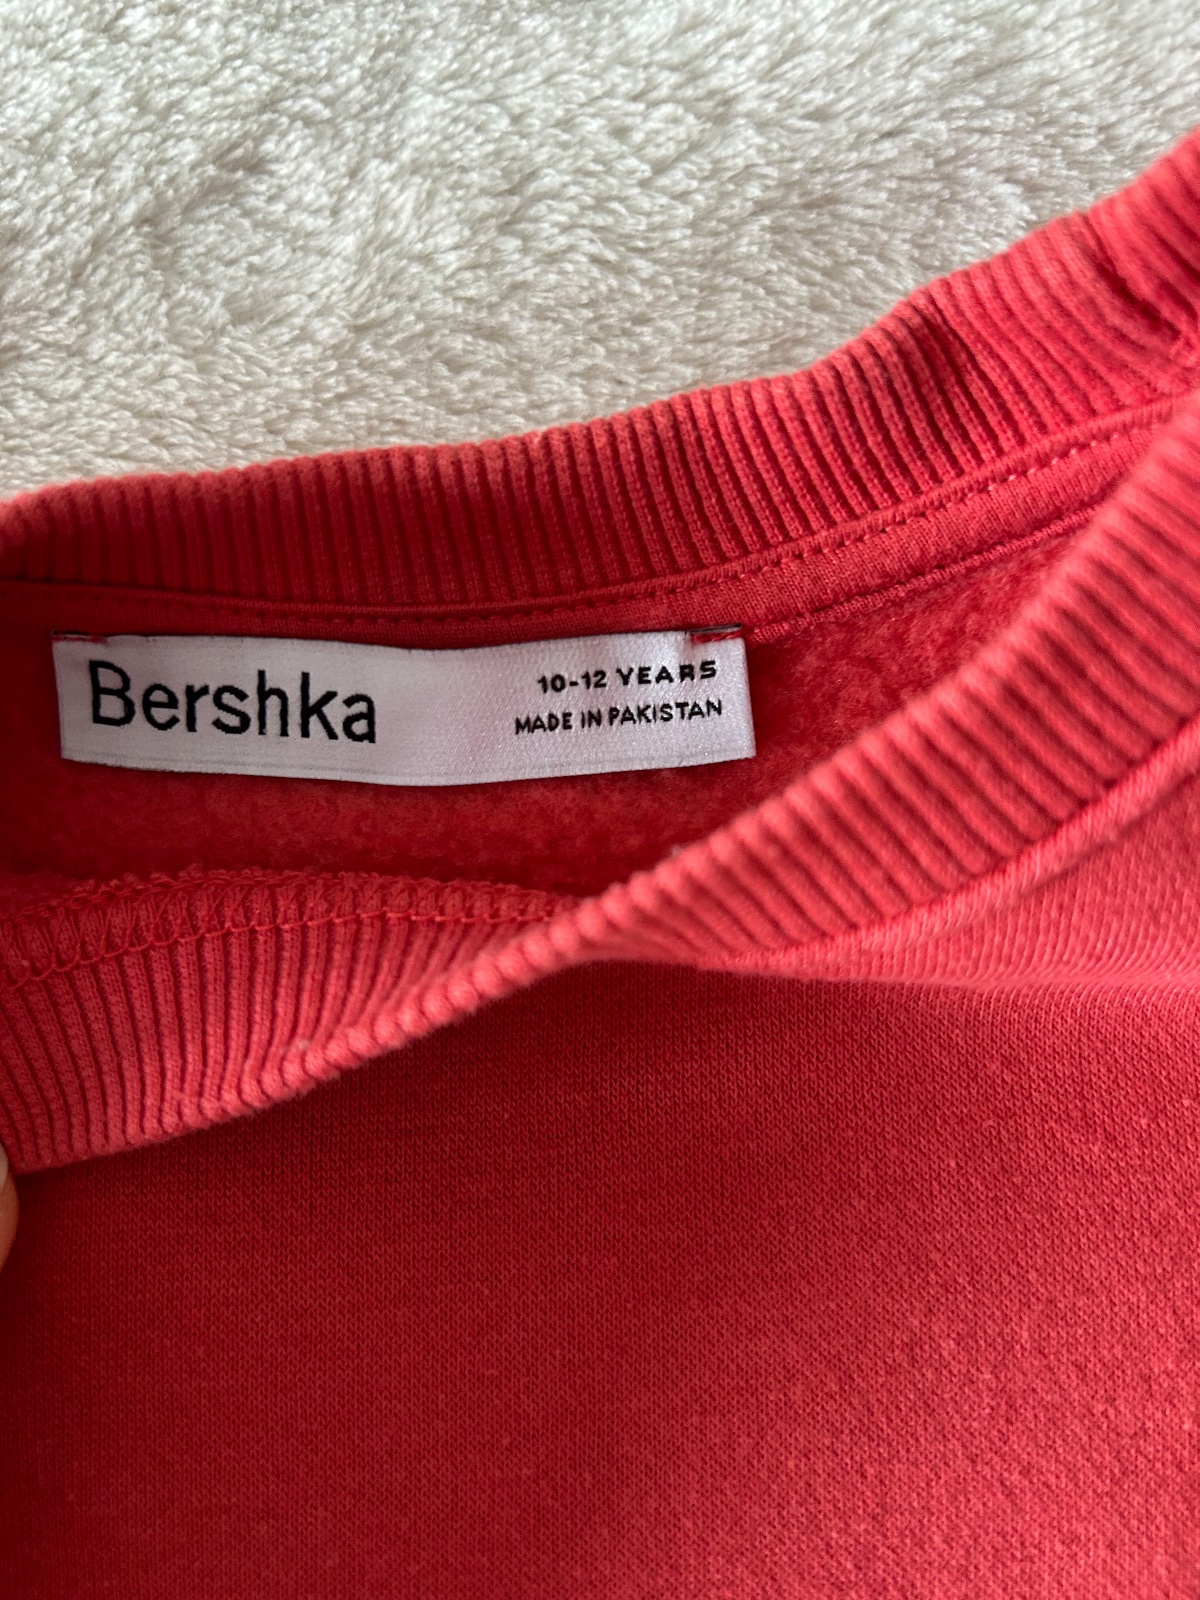 Bershka
10-12 YEARS
MADE IN PAKISTAN